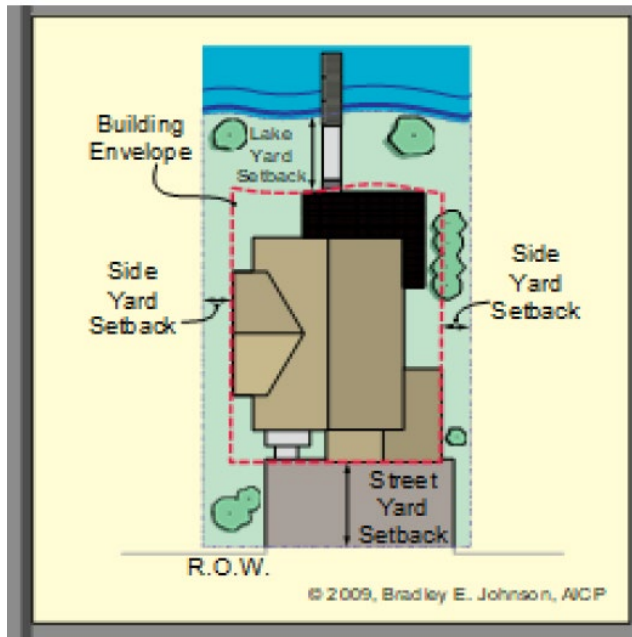 Building
Envelope
Lake
Yard
Setback
Side
Yard
Setback
Side
Yard
Setback
Street
Yard
Setback
R.O.W.
© 2009, Bradley E. Johnson, AICP